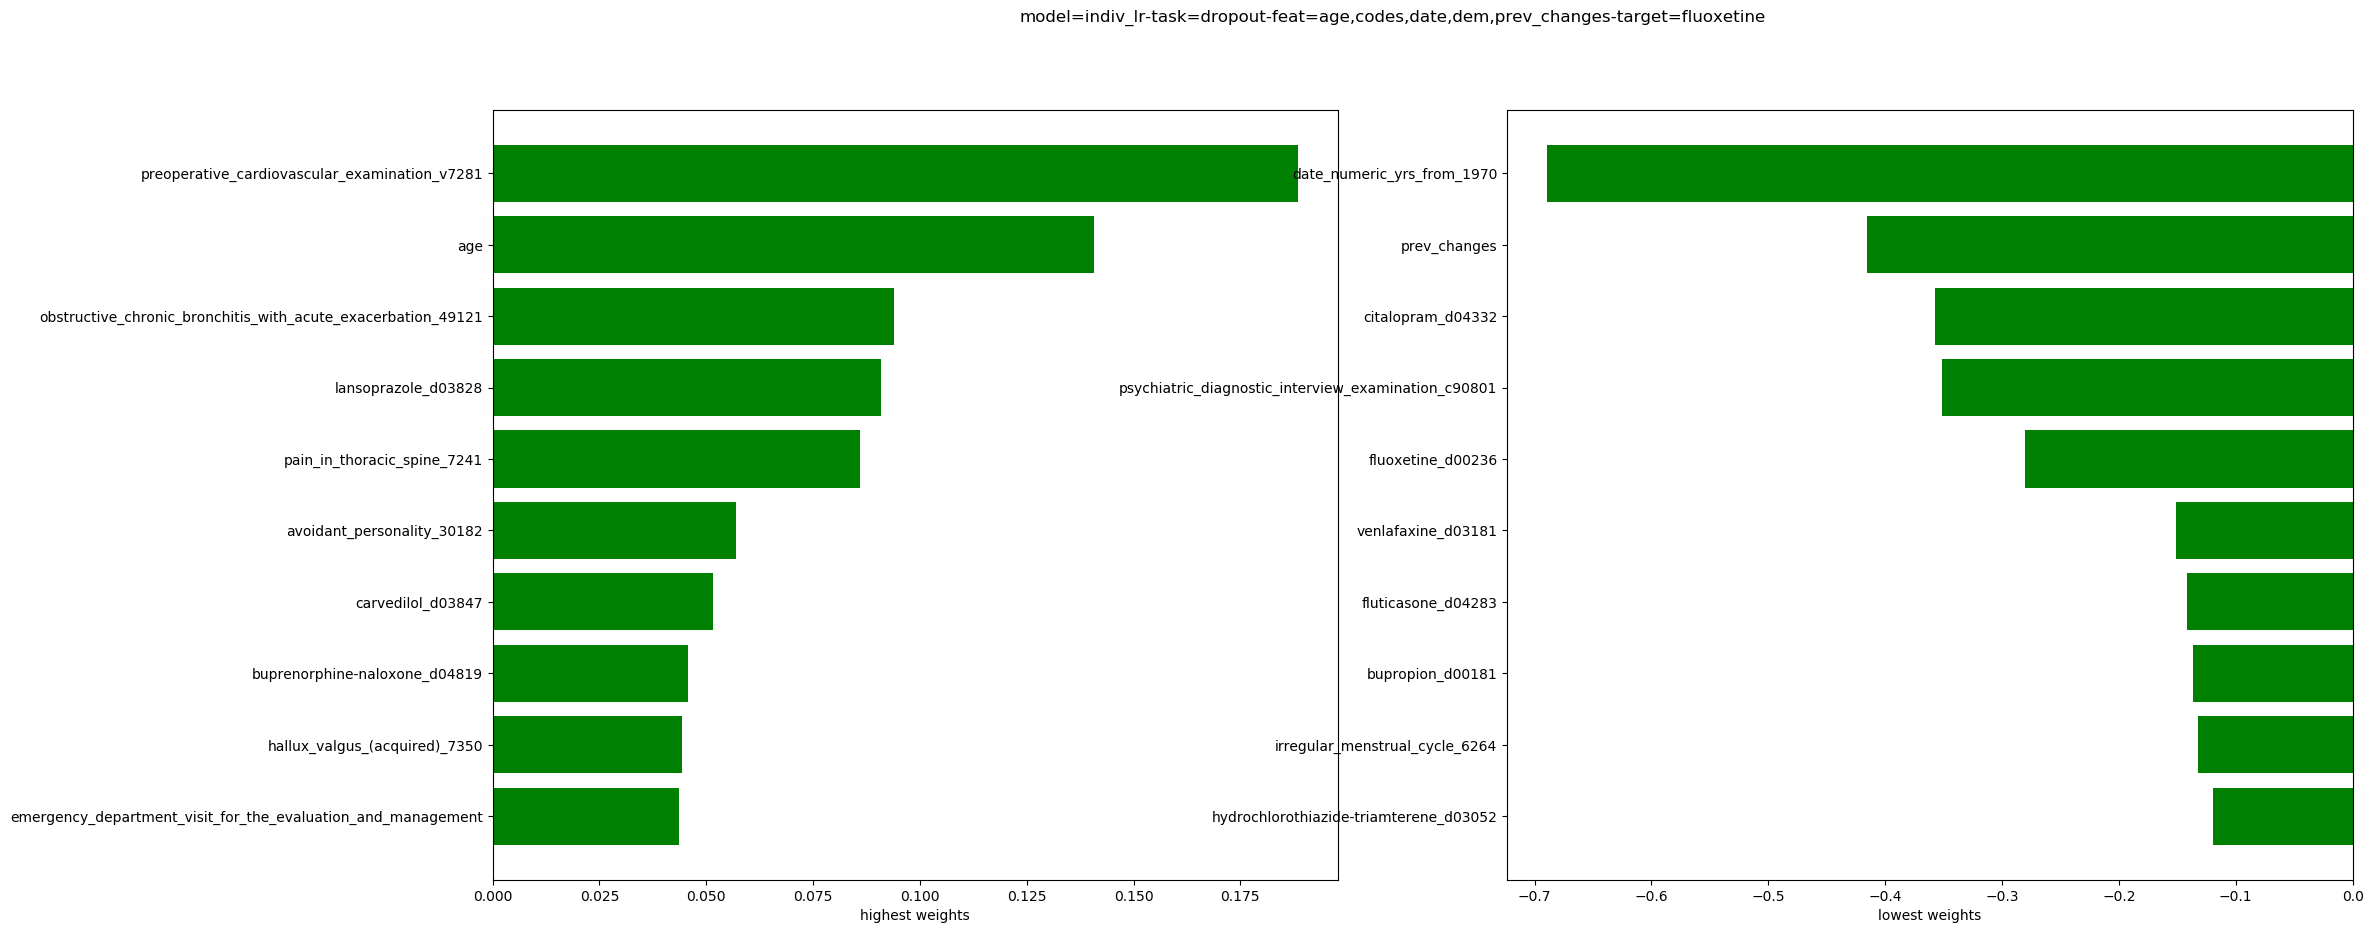 model=indiv_lr-task=dropout-feat=age,codes,date,dem,prev_changes-target=fluoxetine
preoperative_cardiovascular_examination_v7281
age
obstructive_chronic_bronchitis_with_acute_exacerbation_49121
lansoprazole_d03828
pain_in_thoracic_spine_7241
avoidant_personality_30182
carvedilol_d03847
buprenorphine-naloxone_d04819
hallux_valgus_(acquired)_7350
emergency_department_visit_for_the_evaluation_and_management
0.000 0.025 0.050 0.075 0.100 0.125 0.150 0.175
highest weights
date_numeric_yrs_from_1970
prev_changes
citalopram_d04332
psychiatric_diagnostic_interview_examination_c90801
fluoxetine_d00236
venlafaxine_d03181
fluticasone_d04283
bupropion_d00181
irregular_menstrual_cycle_6264
hydrochlorothiazide-triamterene_d03052
−0.7 −0.6 −0.5 −0.4 −0.3 −0.2 −0.1 0.0
lowest weights